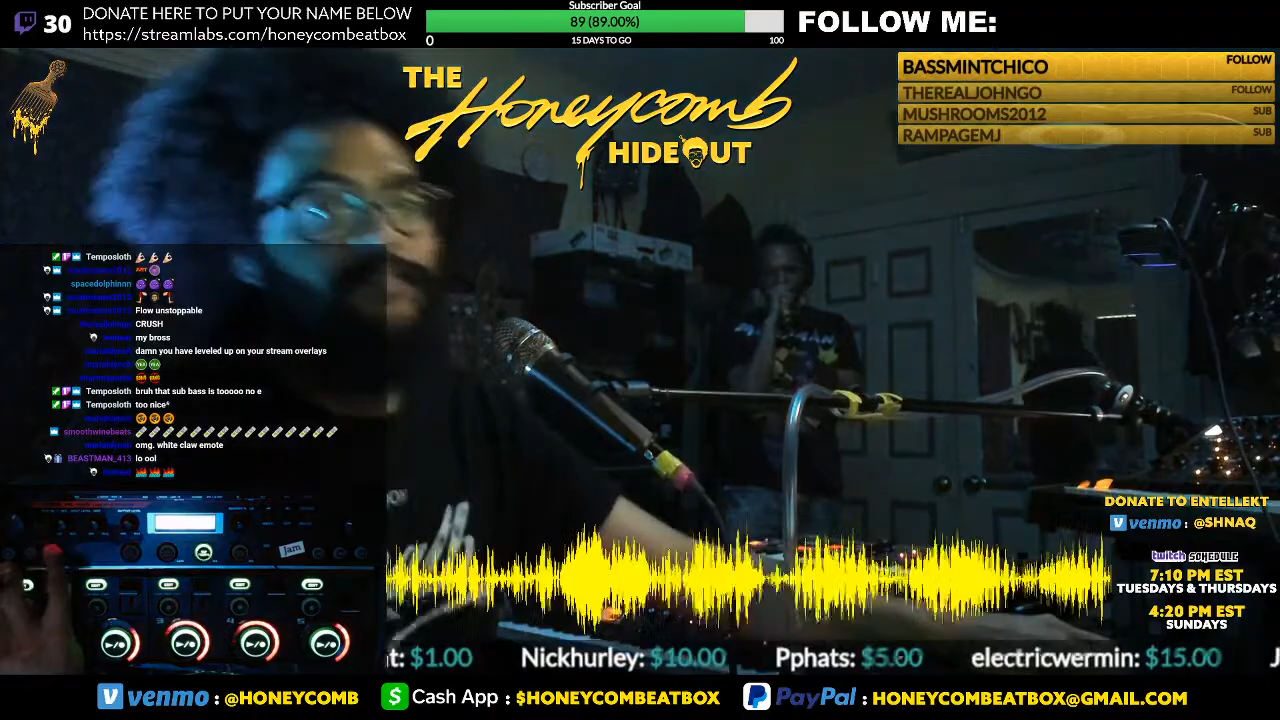 30
DONATE HERE TO PUT YOUR NAME BELOW
https://streamlabs.com/honeycombeatbox
Subscriber Goal
89 (89.00%)
0
15 DAYS TO GO
100
FOLLOW ME:
THE
Honeycomb
HIDEOUT
BASSMINTCHICO FOLLOW
THEREALJOHNGO FOLLOW
MUSHROOMS2012 SUB
RAMPAGEMJ SUB
Temposloth
spacedolphinnn
Flow unstoppable
CRUSH
my bross
damn you have leveled up on your stream overlays
Temposloth bruh that sub bass is tooooo no e
Temposloth too nice*
smoothwinebeats
omg. white claw emote
BEASTMAN_413 lo ool
Jam
DONATE TO ENTELLEKT
venmo : @SHNAQ
twitch SCHEDULE
7:10 PM EST
TUESDAYS & THURSDAYS
4:20 PM EST
SUNDAYS
t: $1.00 Nickhurley: $10.00 Pphats: $5.00 electricwermin: $15.00 J
venmo : @HONEYCOMB
Cash App : $HONEYCOMBEATBOX
PayPal : HONEYCOMBEATBOX@GMAIL.COM